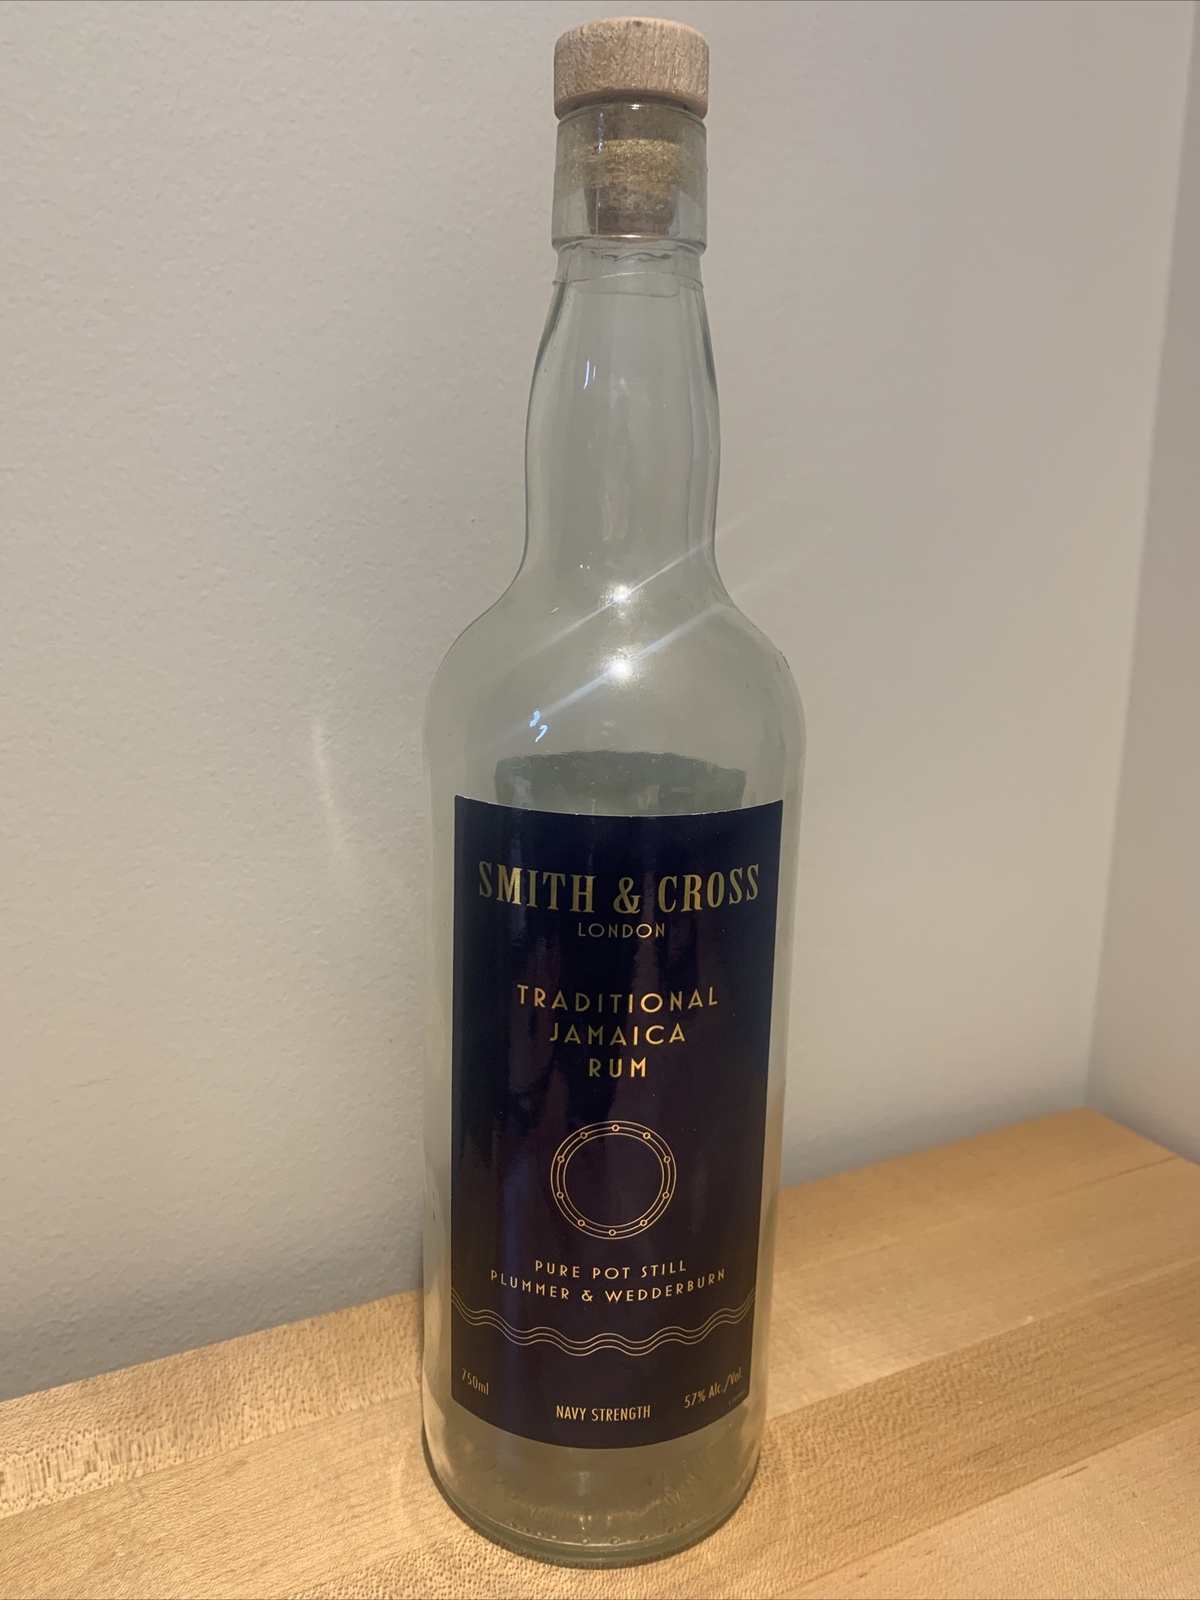 SMITH & CROSS
LONDON
TRADITIONAL
JAMAICA
RUM
PURE POT STILL
PLUMMER & WEDDERBURN
750ml
NAVY STRENGTH
57% Alc./Vol.